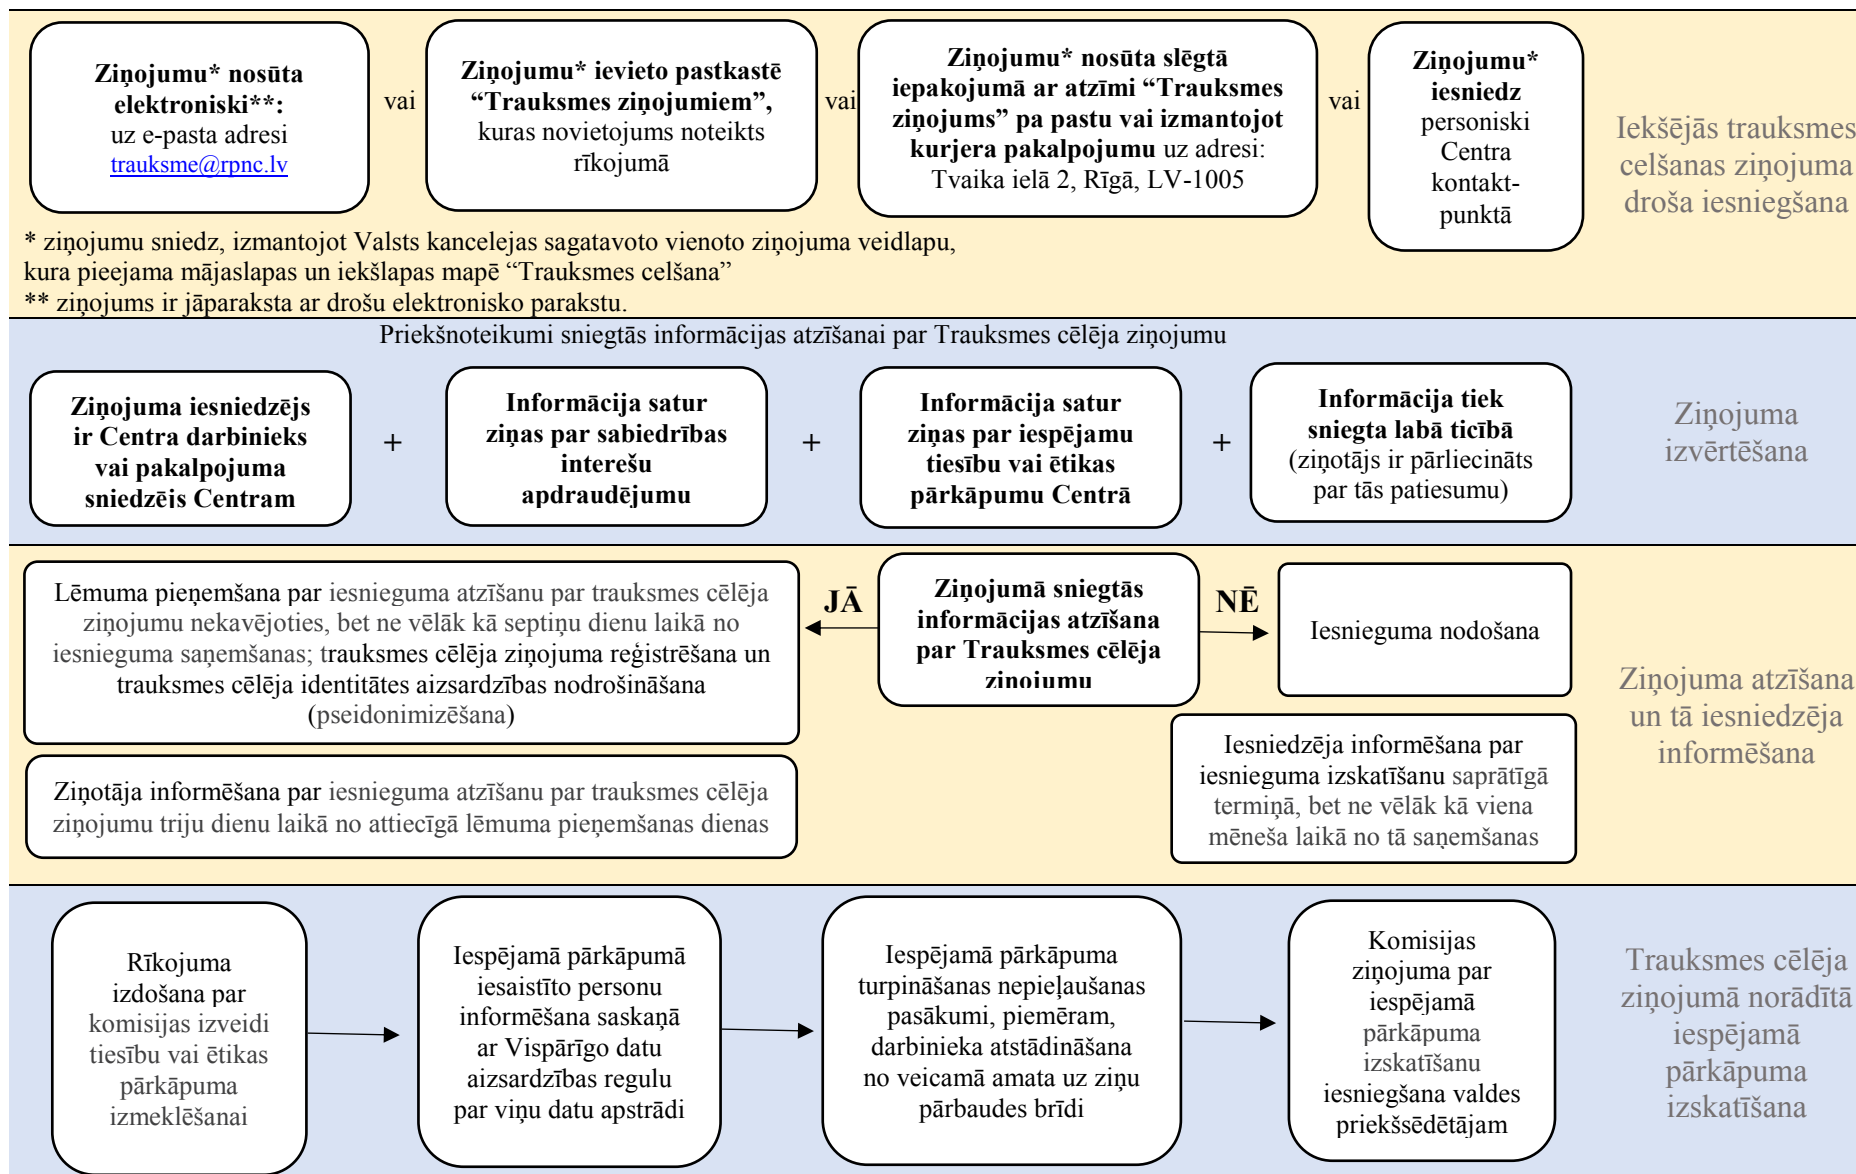 Ziņojumu* nosūta
elektroniski**:
uz e-pasta adresi
trauksme@rpnc.lv
vai
Ziņojumu* ievieto pastkastē
“Trauksmes ziņojumiem”,
kuras novietojums noteikts
rīkojumā
vai
Ziņojumu* nosūta slēgtā
iepakojumā ar atzīmi “Trauksmes
ziņojums” pa pastu vai izmantojot
kurjera pakalpojumu uz adresi:
Tvaika ielā 2, Rīgā, LV-1005
vai
Ziņojumu*
iesniedz
personiski
Centra
kontakt-
punktā
Iekšējās trauksmes
celšanas ziņojuma
droša iesniegšana
* ziņojumu sniedz, izmantojot Valsts kancelejas sagatavoto vienoto ziņojuma veidlapu,
kura pieejama mājaslapas un iekšlapas mapē “Trauksmes celšana”
** ziņojums ir jāparaksta ar drošu elektronisko parakstu.
Priekšnoteikumi sniegtās informācijas atzīšanai par Trauksmes cēlēja ziņojumu
Ziņojuma iesniedzējs
ir Centra darbinieks
vai pakalpojuma
sniedzējs Centram
+
Informācija satur
ziņas par sabiedrības
interešu
apdraudējumu
+
Informācija satur
ziņas par iespējamu
tiesību vai ētikas
pārkāpumu Centrā
+
Informācija tiek
sniegta labā ticībā
(ziņotājs ir pārliecināts
par tās patiesumu)
Ziņojuma
izvērtēšana
Lēmuma pieņemšana par iesnieguma atzīšanu par trauksmes cēlēja
ziņojumu nekavējoties, bet ne vēlāk kā septiņu dienu laikā no
iesnieguma saņemšanas; trauksmes cēlēja ziņojuma reģistrēšana un
trauksmes cēlēja identitātes aizsardzības nodrošināšana
(pseidonimizēšana)
JĀ
Ziņojumā sniegtās
informācijas atzīšana
par Trauksmes cēlēja
ziņojumu
NĒ
Iesnieguma nodošana
Ziņotāja informēšana par iesnieguma atzīšanu par trauksmes cēlēja
ziņojumu triju dienu laikā no attiecīgā lēmuma pieņemšanas dienas
Iesniedzēja informēšana par
iesnieguma izskatīšanu saprātīgā
termiņā, bet ne vēlāk kā viena
mēneša laikā no tā saņemšanas
Ziņojuma atzīšana
un tā iesniedzēja
informēšana
Rīkojuma
izdošana par
komisijas izveidi
tiesību vai ētikas
pārkāpuma
izmeklēšanai
Iespējamā pārkāpumā
iesaistīto personu
informēšana saskaņā
ar Vispārīgo datu
aizsardzības regulu
par viņu datu apstrādi
Iespējamā pārkāpuma
turpināšanas nepieļaušanas
pasākumi, piemēram,
darbinieka atstādināšana
no veicamā amata uz ziņu
pārbaudes brīdi
Komisijas
ziņojuma par
iespējamā
pārkāpuma
izskatīšanu
iesniegšana valdes
priekšsēdētājam
Trauksmes cēlēja
ziņojumā norādītā
iespējamā
pārkāpuma
izskatīšana